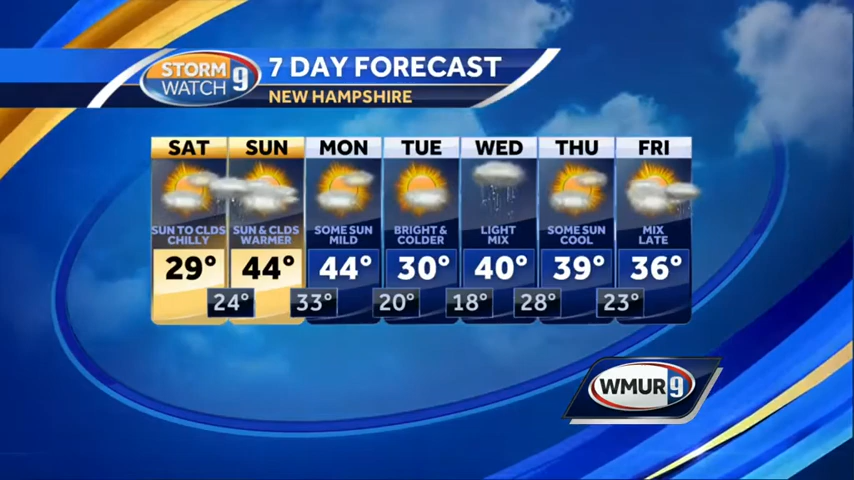 STORM WATCH 9
7 DAY FORECAST
NEW HAMPSHIRE
SAT SUN MON TUE WED THU FRI
SUN TO CLDS SUN & CLDS SOME SUN BRIGHT & LIGHT SOME SUN MIX
CHILLY WARMER MILD COLDER MIX COOL LATE
29° 44° 44° 30° 40° 39° 36°
24° 33° 20° 18° 28° 23°
WMUR 9